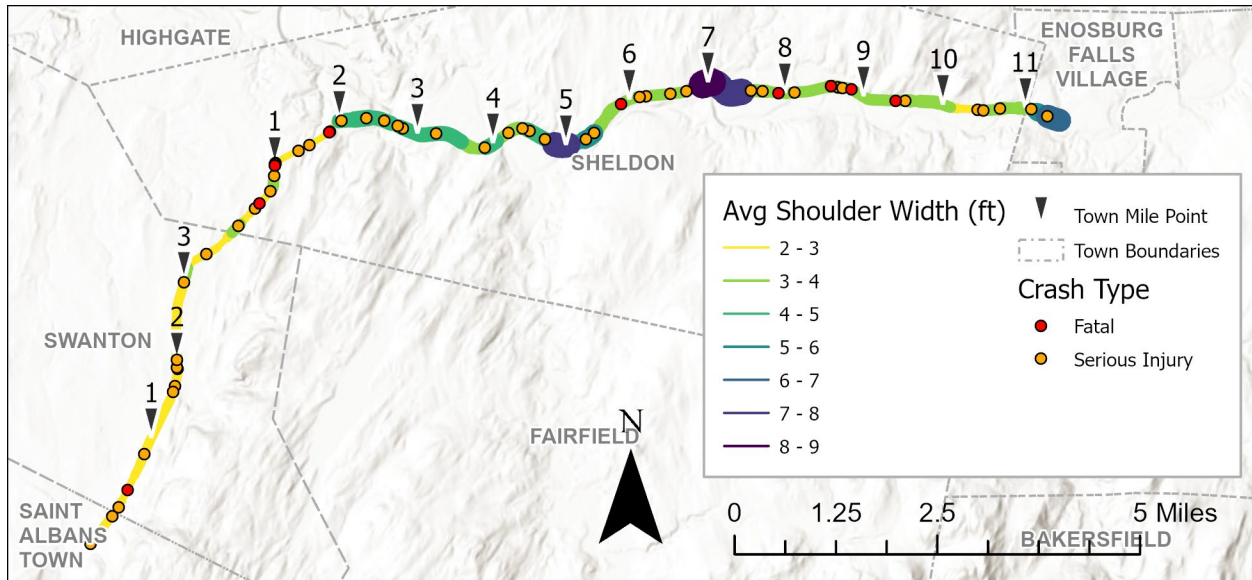 HIGHGATE
ENOSBURG
FALLS
VILLAGE
1
2
3
4
5
6
7
8
9
10
11
SHELDON
3
2
1
SWANTON
FAIRFIELD
SAINT
ALBANS
TOWN
BAKERSFIELD
N
Avg Shoulder Width (ft)
2 - 3
3 - 4
4 - 5
5 - 6
6 - 7
7 - 8
8 - 9
Town Mile Point
Town Boundaries
Crash Type
Fatal
Serious Injury
0 1.25 2.5 5 Miles